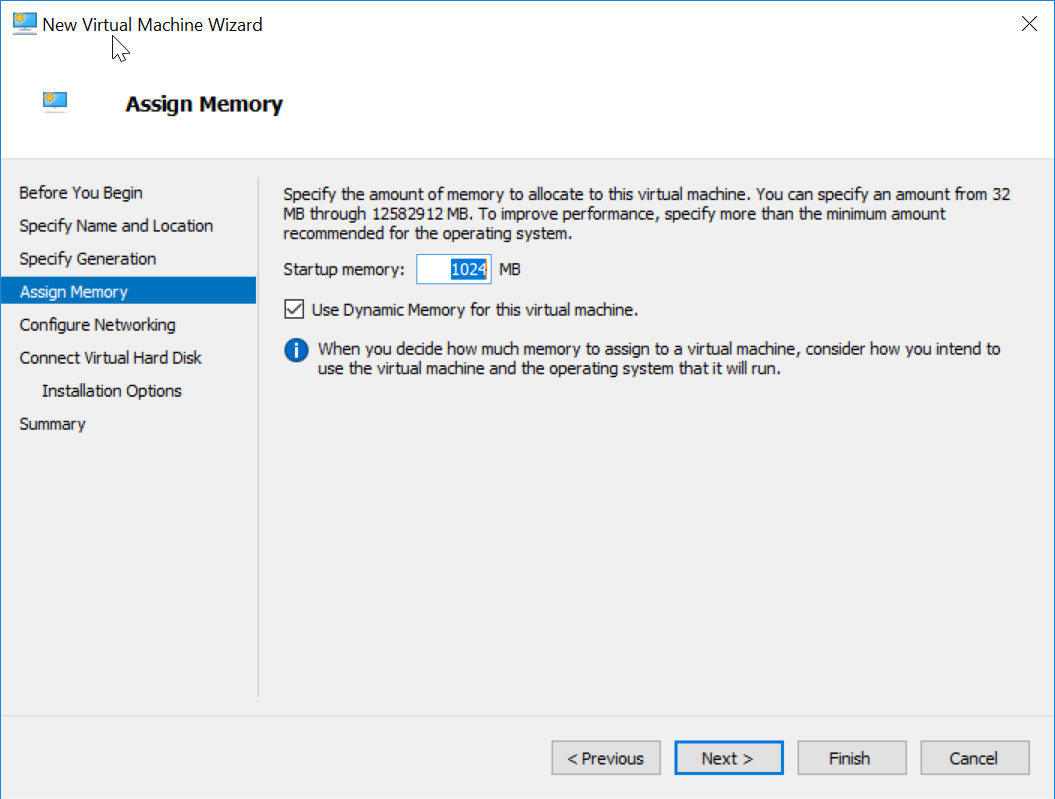 New Virtual Machine Wizard
Assign Memory
Before You Begin
Specify Name and Location
Specify Generation
Assign Memory
Configure Networking
Connect Virtual Hard Disk
Installation Options
Summary
Specify the amount of memory to allocate to this virtual machine. You can specify an amount from 32
MB through 12582912 MB. To improve performance, specify more than the minimum amount
recommended for the operating system.
Startup memory: 1024 MB
Use Dynamic Memory for this virtual machine.
When you decide how much memory to assign to a virtual machine, consider how you intend to
use the virtual machine and the operating system that it will run.
< Previous Next > Finish Cancel